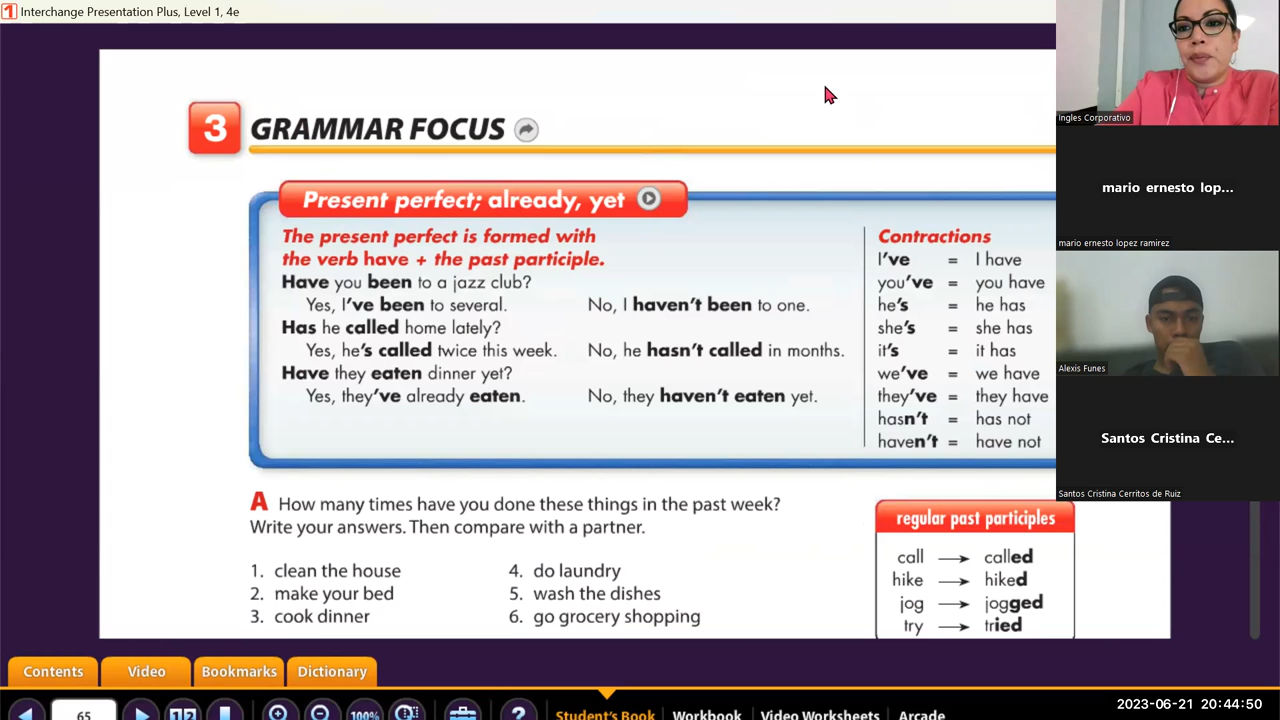 Interchange Presentation Plus, Level 1, 4e
3 GRAMMAR FOCUS
Present perfect; already, yet
The present perfect is formed with
the verb have + the past participle.
Have you been to a jazz club?
Yes, I've been to several. No, I haven't been to one.
Has he called home lately?
Yes, he's called twice this week. No, he hasn't called in months.
Have they eaten dinner yet?
Yes, they've already eaten. No, they haven't eaten yet.
Contractions
I've = I have
you've = you have
he's = he has
she's = she has
it's = it has
we've = we have
they've = they have
hasn't = has not
haven't = have not
A How many times have you done these things in the past week?
Write your answers. Then compare with a partner.
1. clean the house
2. make your bed
3. cook dinner
4. do laundry
5. wash the dishes
6. go grocery shopping
regular past participles
call → called
hike → hiked
jog → jogged
try → tried
Ingles Corporativo
mario ernesto lop...
mario ernesto lopez ramirez
Alexis Funes
Santos Cristina Ce...
Santos Cristina Cerritos de Ruiz
Contents Video Bookmarks Dictionary
65 1 2 100% ? Student's Book Workbook Video Worksheets Arcade
2023-06-21 20:44:50